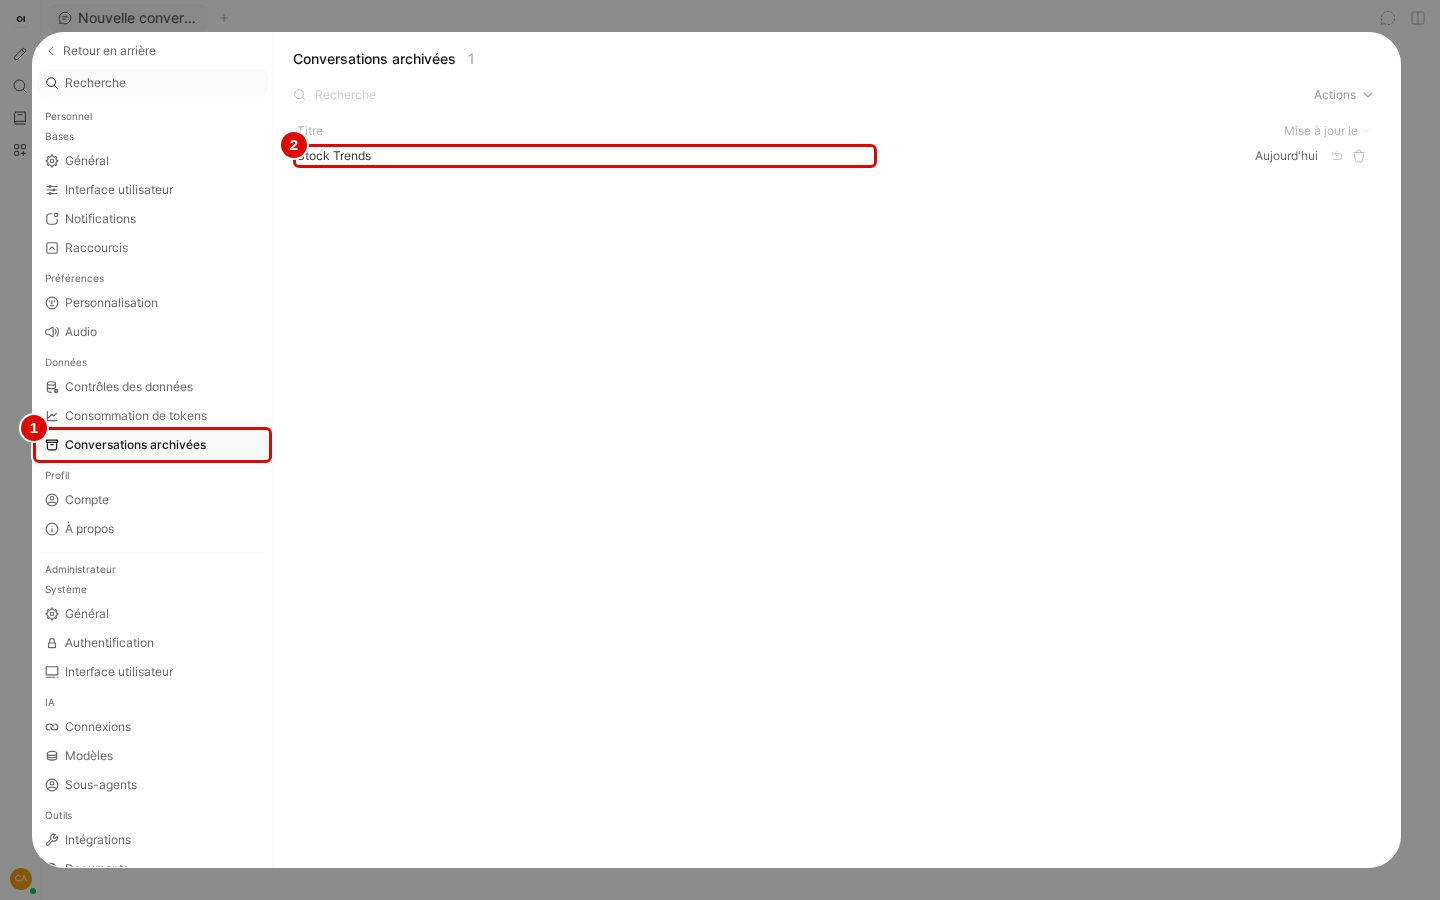 OI
Nouvelle conver...
Retour en arrière
Recherche
Personnel
Bases
Général
Interface utilisateur
Notifications
Raccourcis
Préférences
Personnalisation
Audio
Données
Contrôles des données
Consommation de tokens
1
Conversations archivées
Profil
Compte
À propos
Administrateur
Système
Général
Authentification
Interface utilisateur
IA
Connexions
Modèles
Sous-agents
Outils
Intégrations
Documents
CA
Conversations archivées 1
Recherche
Actions
Titre
Mise à jour le
2
Stock Trends
Aujourd'hui